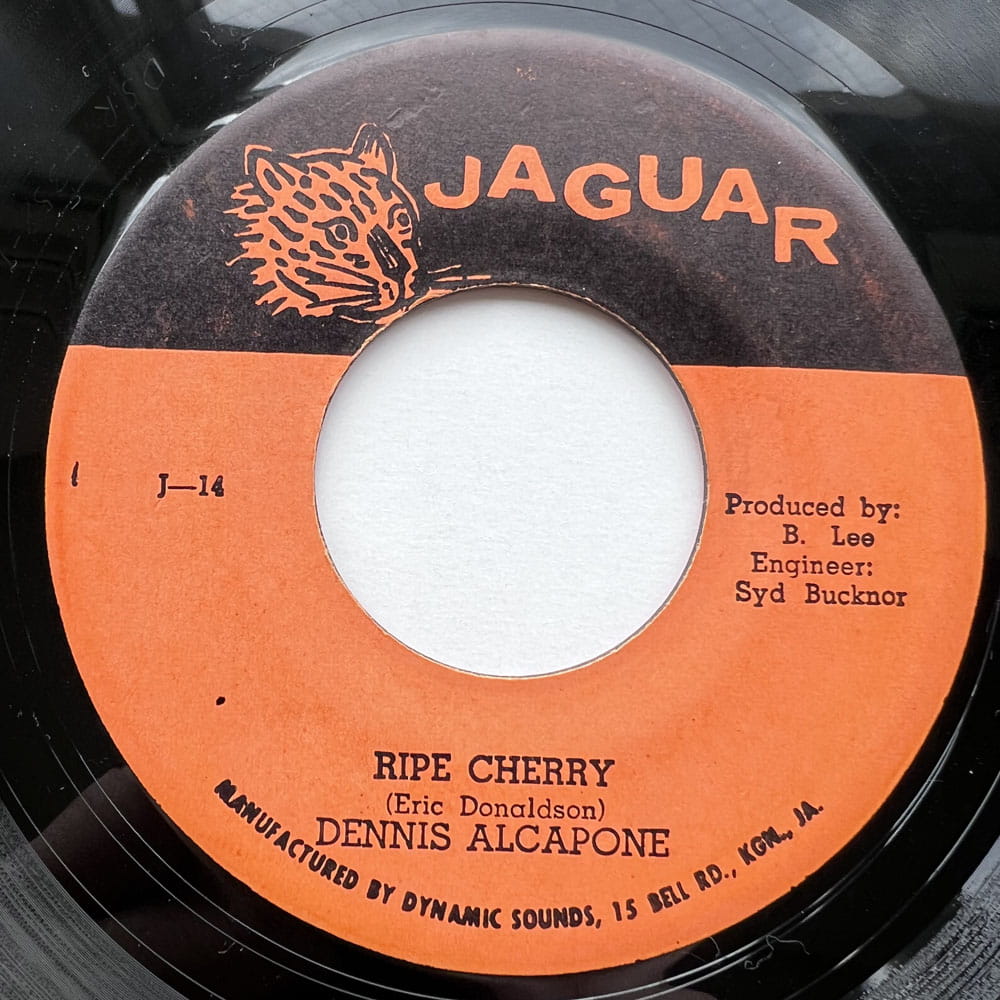 JAGUAR
J—14
Produced by:
B. Lee
Engineer:
Syd Bucknor
RIPE CHERRY
(Eric Donaldson)
DENNIS ALCAPONE
MANUFACTURED BY DYNAMIC SOUNDS, 15 BELL RD., KGN., JA.